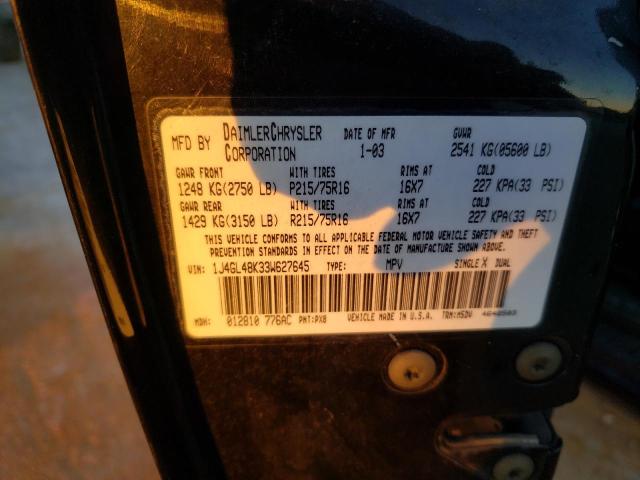 MFD BY DAIMLERCHRYSLER CORPORATION DATE OF MFR 1-03 GVWR 2541 KG(05600 LB)
GAWR FRONT WITH TIRES RIMS AT COLD
1248 KG(2750 LB) P215/75R16 16X7 227 KPA(33 PSI)
GAWR REAR WITH TIRES RIMS AT COLD
1429 KG(3150 LB) R215/75R16 16X7 227 KPA(33 PSI)
THIS VEHICLE CONFORMS TO ALL APPLICABLE FEDERAL MOTOR VEHICLE SAFETY AND THEFT
PREVENTION STANDARDS IN EFFECT ON THE DATE OF MANUFACTURE SHOWN ABOVE.
VIN: 1J4GL48K33W627645 TYPE: MPV SINGLE X DUAL
MDH: 012810 776AC PNT:PX8 VEHICLE MADE IN U.S.A. TRM:M5DV